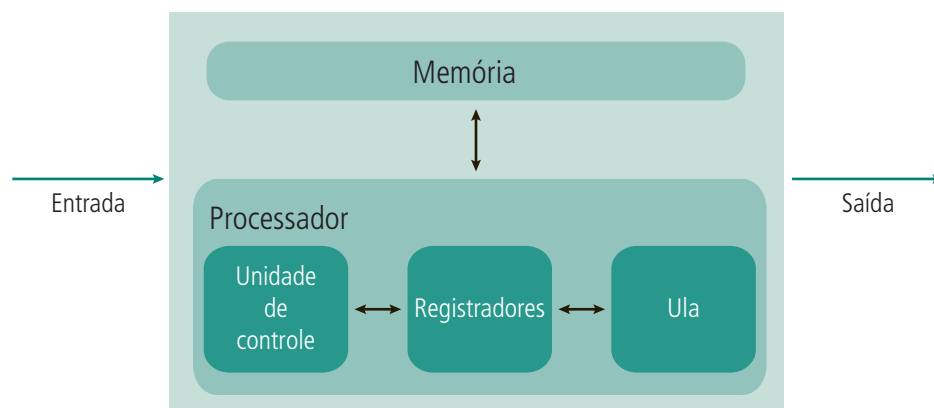 Memória
Entrada
Saída
Processador
Unidade
de
controle
Registradores
Ula